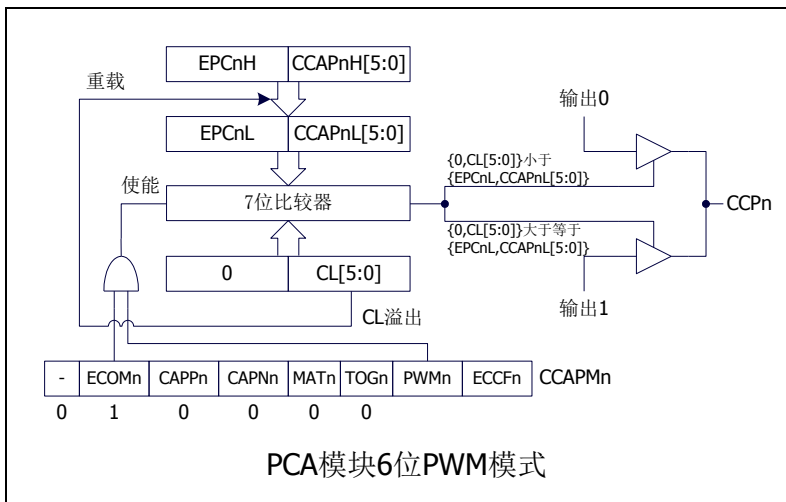 EPCnH CCAPnH[5:0]
重载
输出0
EPCnL CCAPnL[5:0]
{0,CL[5:0]}小于
{EPCnL,CCAPnL[5:0]}
使能
7位比较器
CCPn
{0,CL[5:0]}大于等于
{EPCnL,CCAPnL[5:0]}
0 CL[5:0]
输出1
CL溢出
- ECOMn CAPPn CAPNn MATn TOGn PWMn ECCFn CCAPMn
0 1 0 0 0 0
PCA模块6位PWM模式